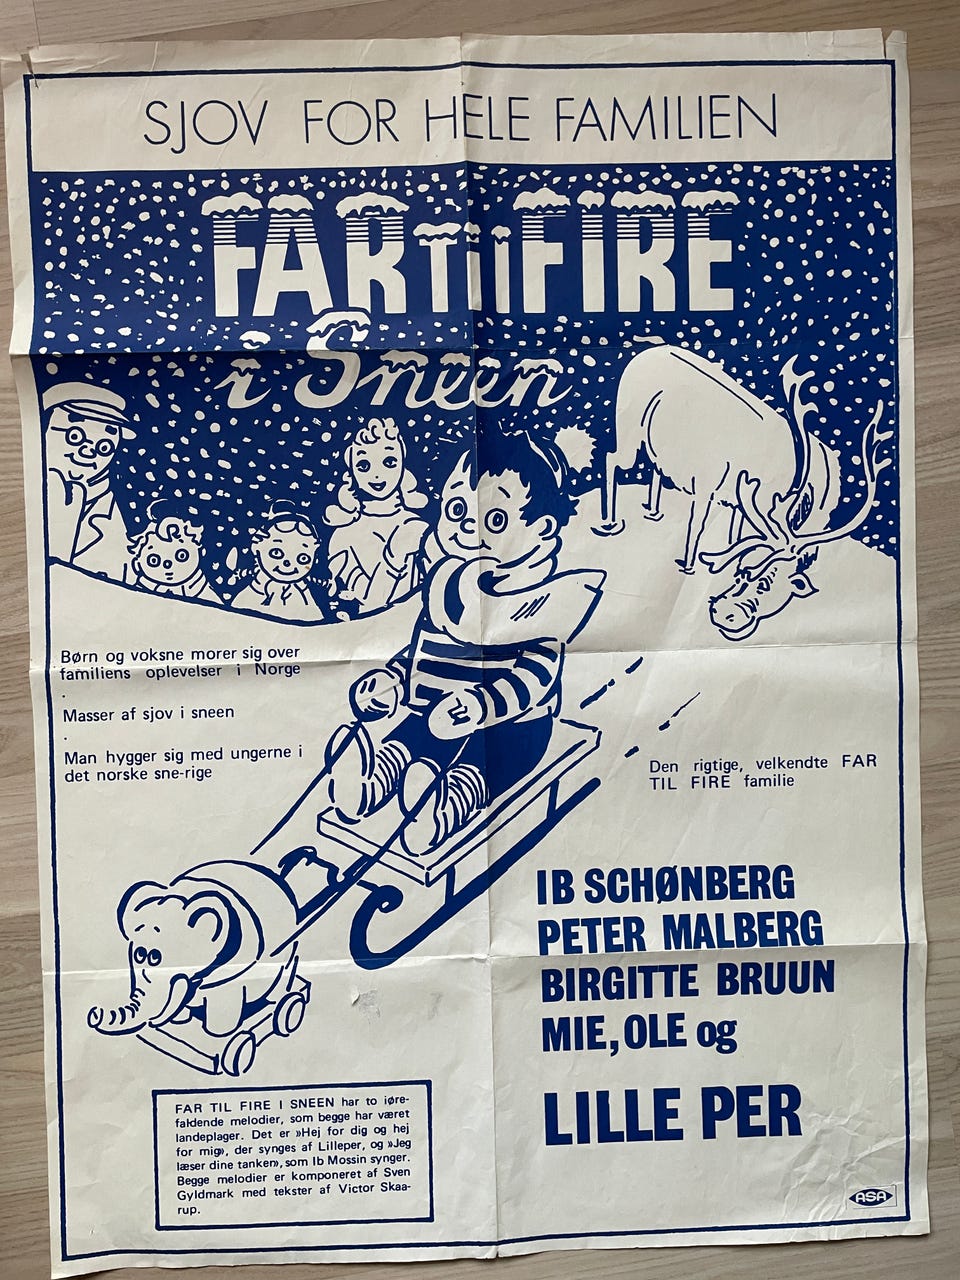 SJOV FOR HELE FAMILIEN
FAR til FIRE
i Sneen
Børn og voksne morer sig over
familiens oplevelser i Norge
.
Masser af sjov i sneen
.
Man hygger sig med ungerne i
det norske sne-rige
Den rigtige, velkendte FAR
TIL FIRE familie
IB SCHØNBERG
PETER MALBERG
BIRGITTE BRUUN
MIE, OLE og
LILLE PER
FAR TIL FIRE I SNEEN har to iøre-
faldende melodier, som begge har været
landeplager. Det er »Hej for dig og hej
for mig», der synges af Lilleper, og »Jeg
læser dine tanker», som Ib Mossin synger.
Begge melodier er komponeret af Sven
Gyldmark med tekster af Victor Skaa-
rup.
ASA